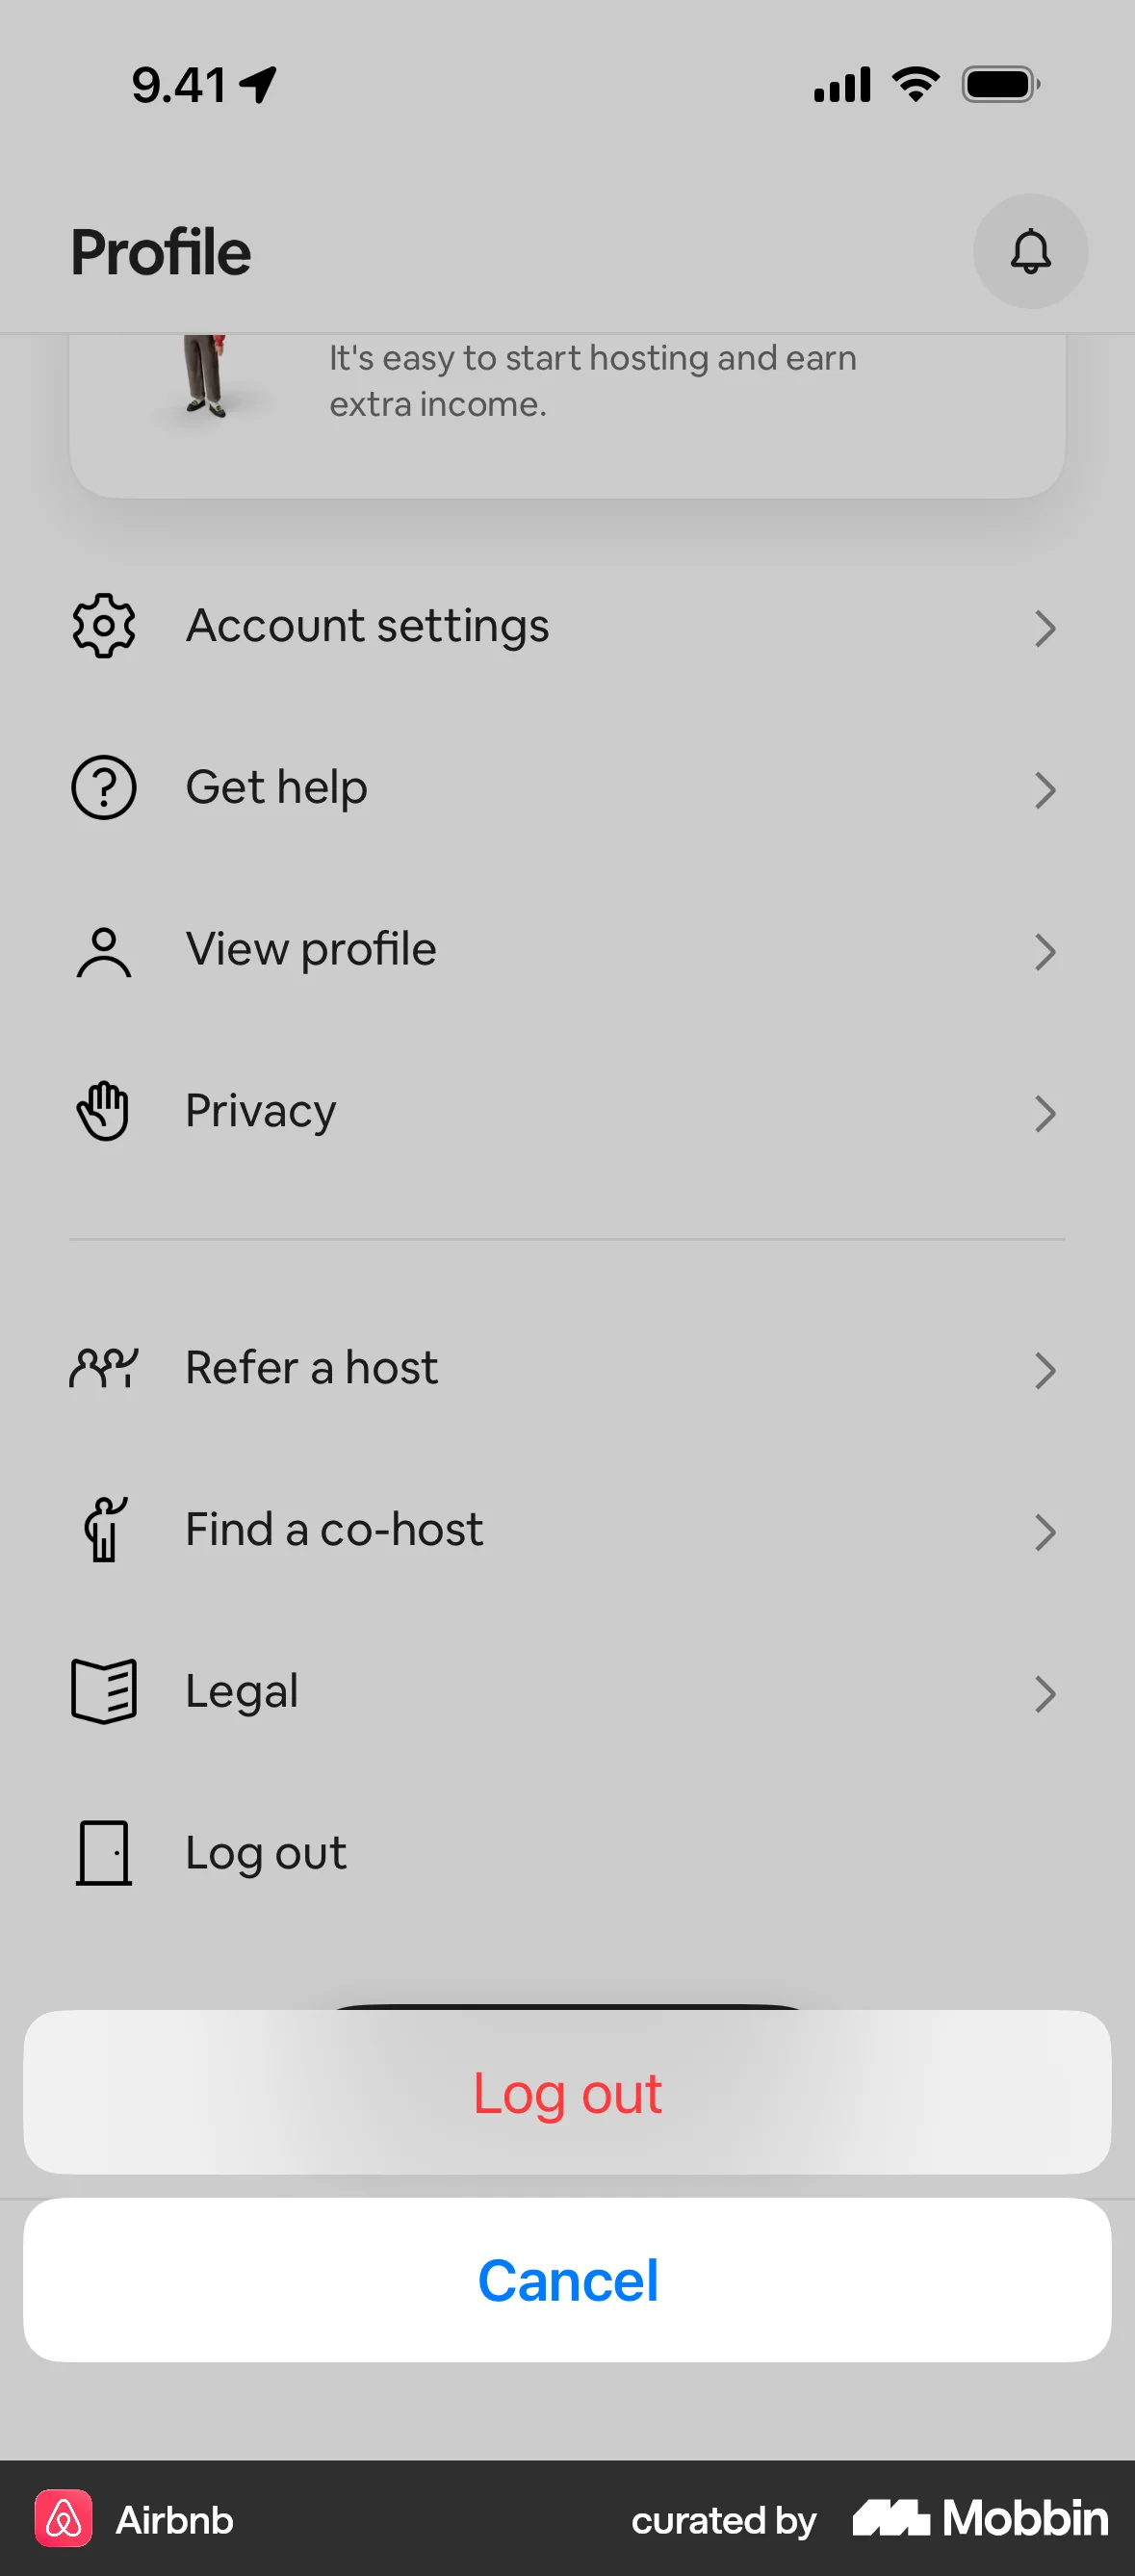 9.41
Profile
It's easy to start hosting and earn
extra income.
Account settings
Get help
View profile
Privacy
Refer a host
Find a co-host
Legal
Log out
Log out
Cancel
Airbnb
curated by Mobbin